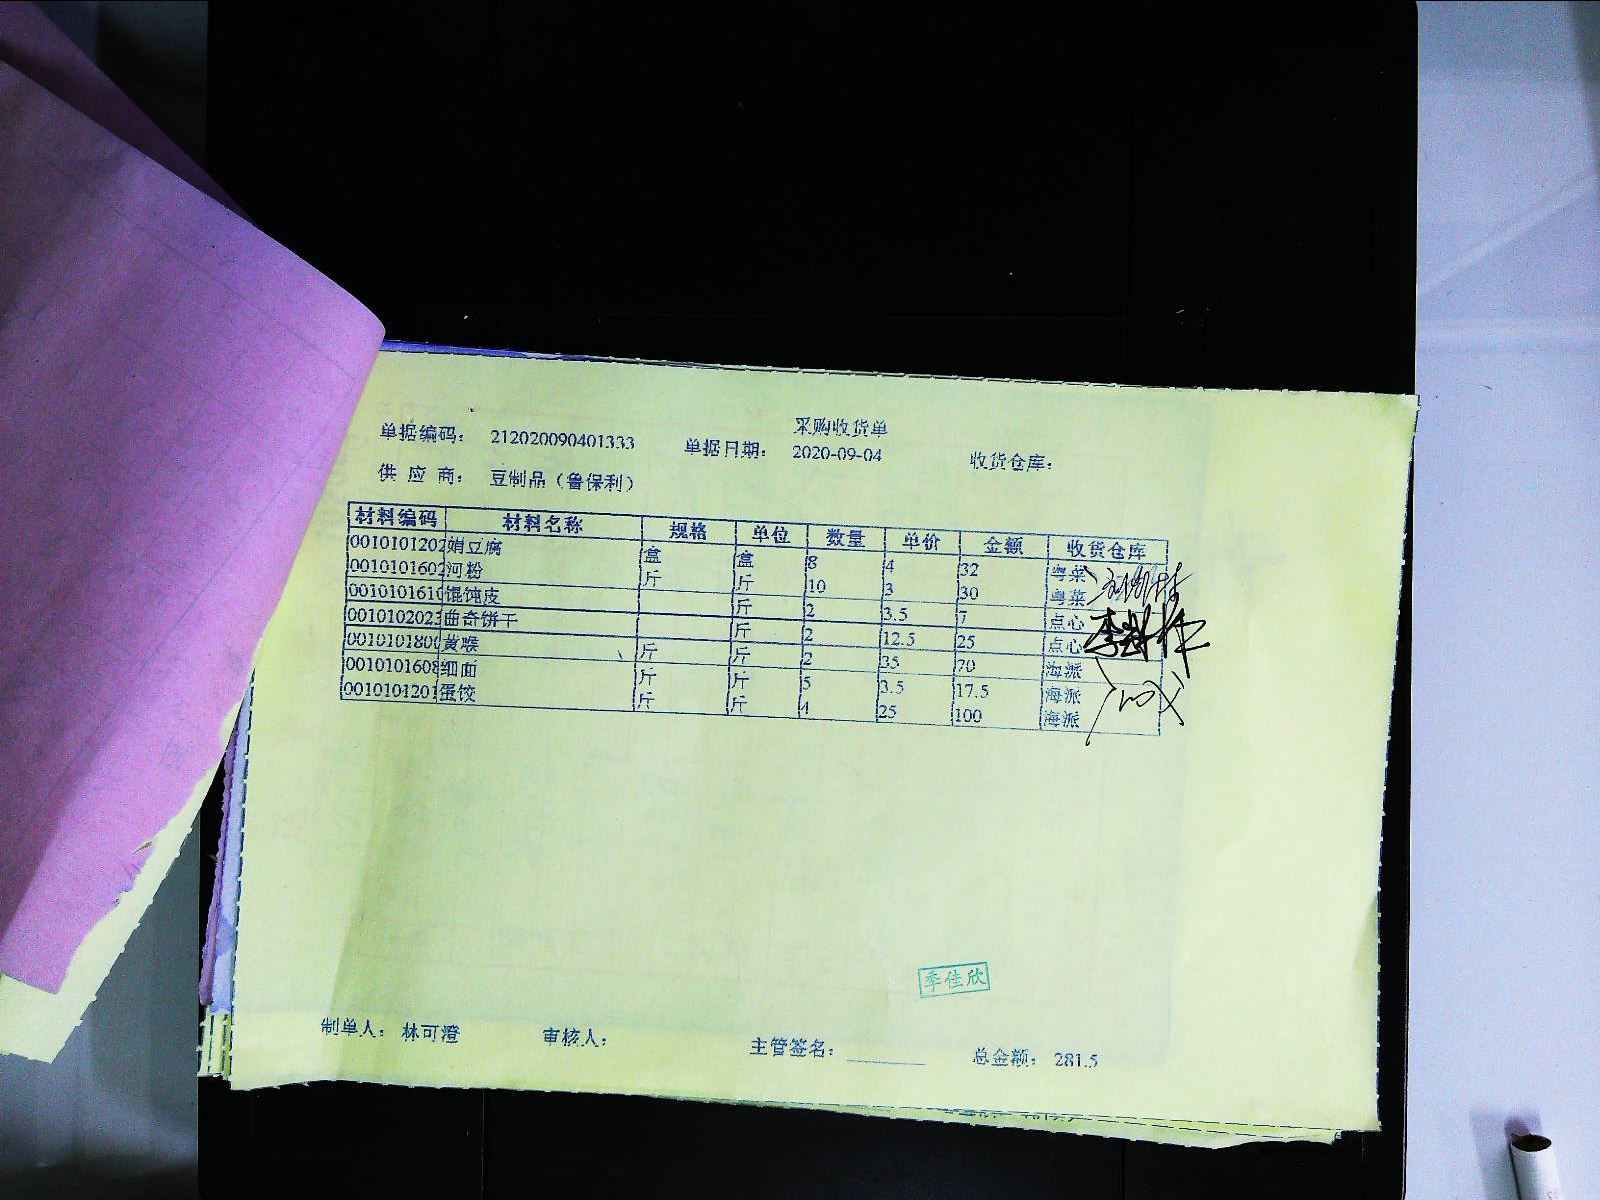 采购收货单
单据编码： 212020090401333 单据日期： 2020-09-04 收货仓库：
供 应 商： 豆制品（鲁保利）
材料编码 材料名称 规格 单位 数量 单价 金额 收货仓库
0010101202 娟豆腐 盒 盒 8 4 32 粤菜
0010101602 河粉 斤 斤 10 3 30 粤菜
0010101610 馄饨皮 斤 2 3.5 7 点心
0010102023 曲奇饼干 斤 2 12.5 25 点心
0010101800 黄喉 斤 斤 2 35 70 海派
0010101608 细面 斤 斤 5 3.5 17.5 海派
0010101201 蛋饺 斤 斤 4 25 100 海派
季佳欣
制单人： 林可澄 审核人： 主管签名： 总金额： 281.5